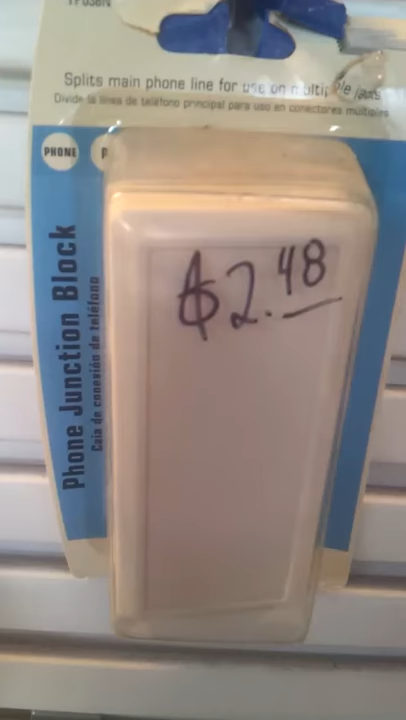 Splits main phone line for use on multiple jacks
Divide la línea de teléfono principal para uso en conectores múltiples
PHONE
P
Phone Junction Block
Caja de conexión de teléfono
$2.48